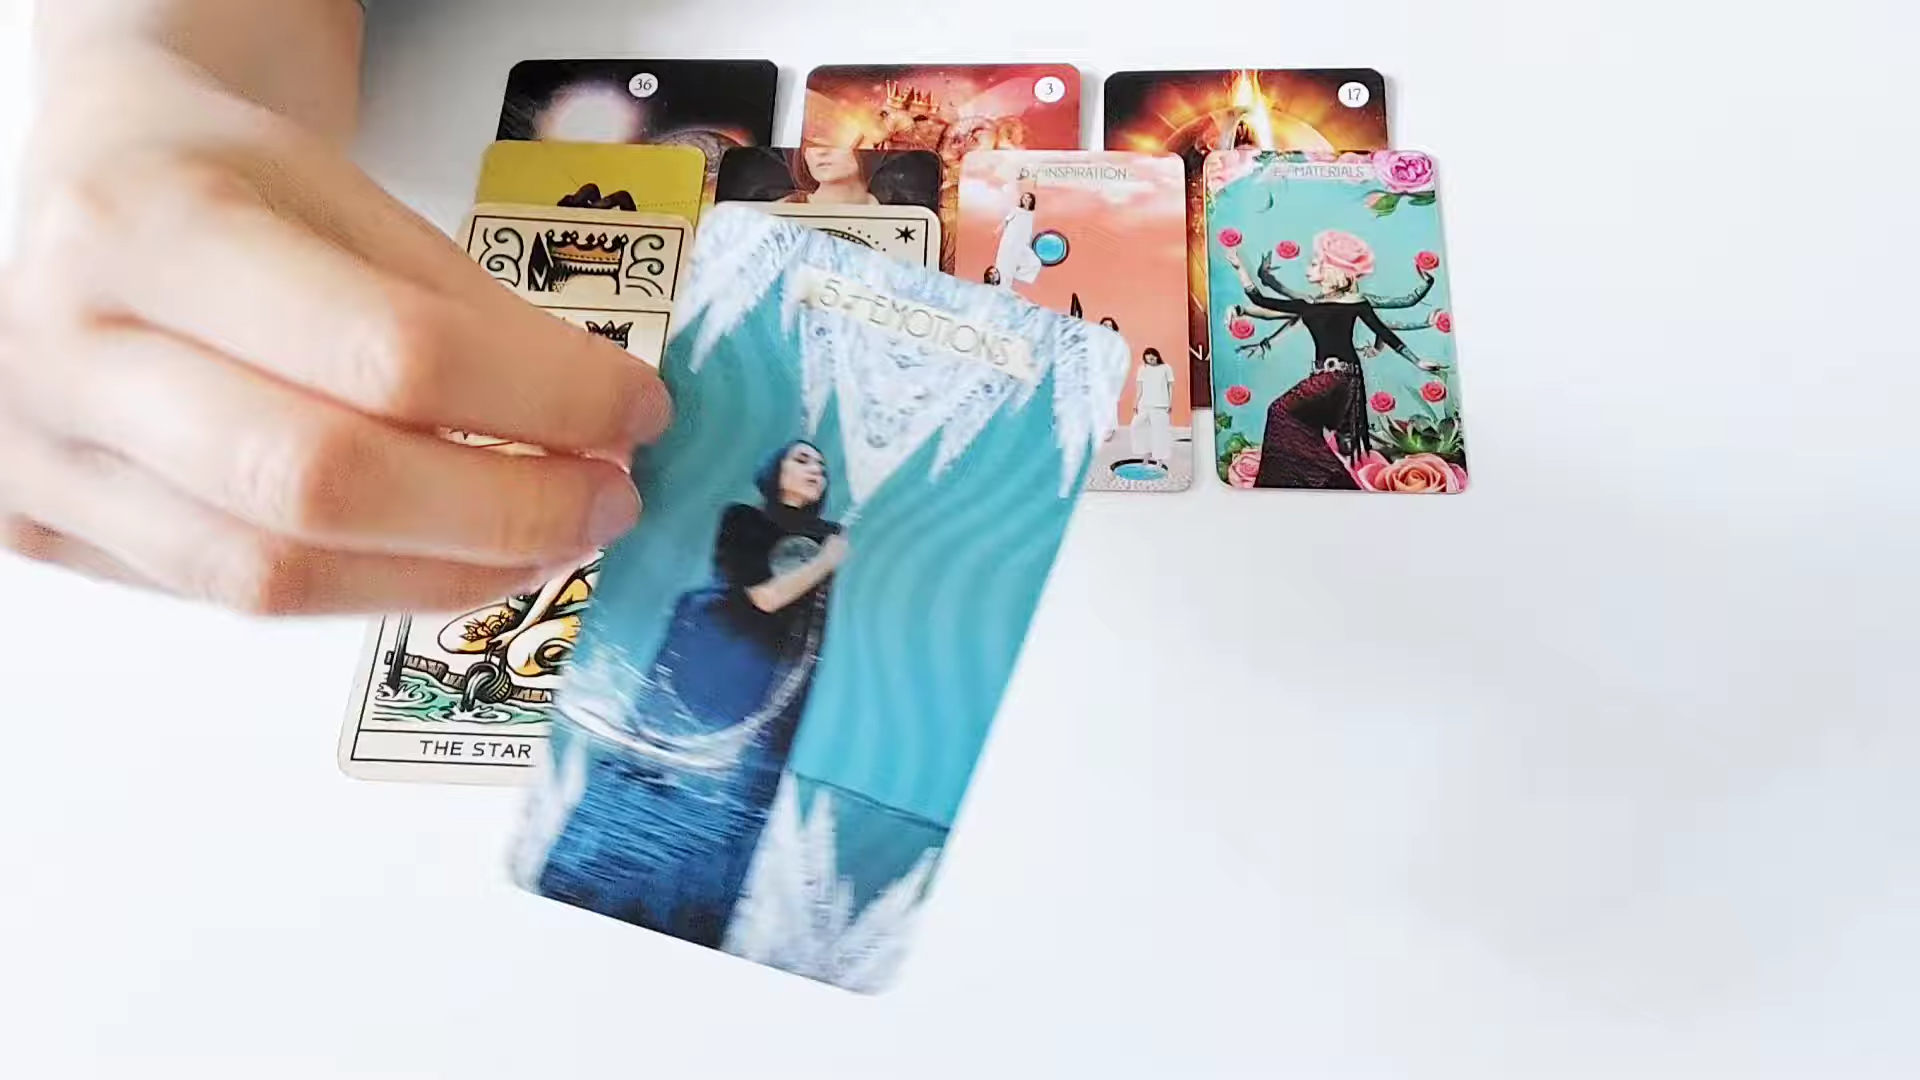 36
3
17
INSPIRATION
MATERIALS
5 EMOTIONS
THE STAR